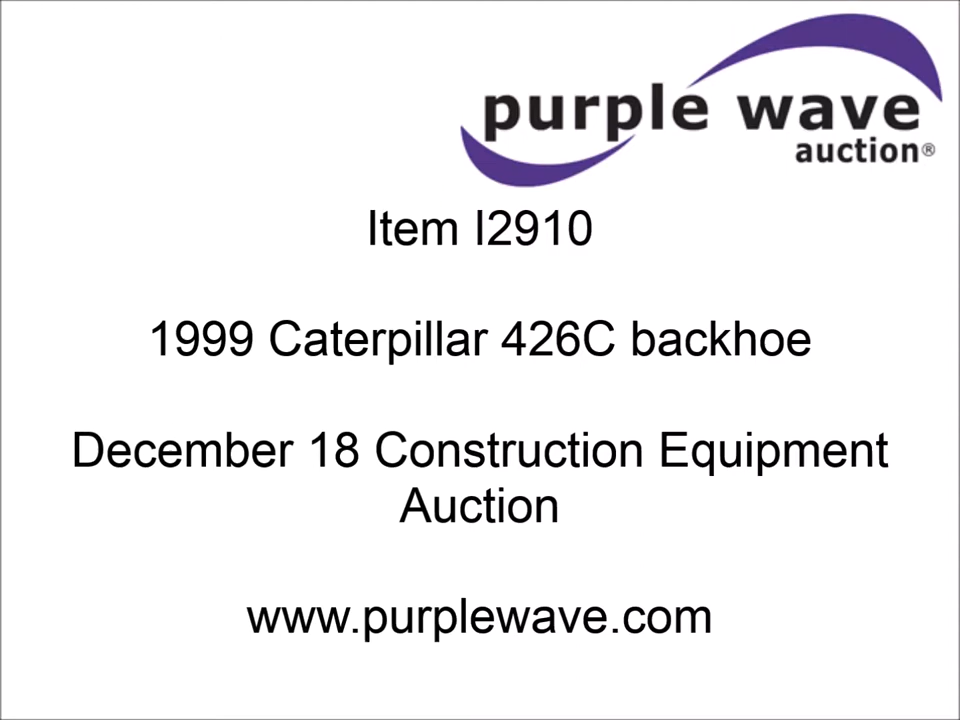 purple wave
auction®
Item I2910
1999 Caterpillar 426C backhoe
December 18 Construction Equipment
Auction
www.purplewave.com